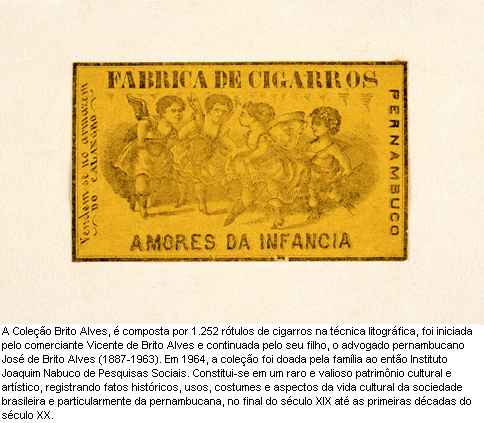 FABRICA DE CIGARROS
Vendem se no armazem
DO CALANGRO
PERNAMBUCO
AMORES DA INFANCIA
A Coleção Brito Alves, é composta por 1.252 rótulos de cigarros na técnica litográfica, foi iniciada
pelo comerciante Vicente de Brito Alves e continuada pelo seu filho, o advogado pernambucano
José de Brito Alves (1887-1963). Em 1964, a coleção foi doada pela família ao então Instituto
Joaquim Nabuco de Pesquisas Sociais. Constitui-se em um raro e valioso patrimônio cultural e
artístico, registrando fatos históricos, usos, costumes e aspectos da vida cultural da sociedade
brasileira e particularmente da pernambucana, no final do século XIX até as primeiras décadas do
século XX.